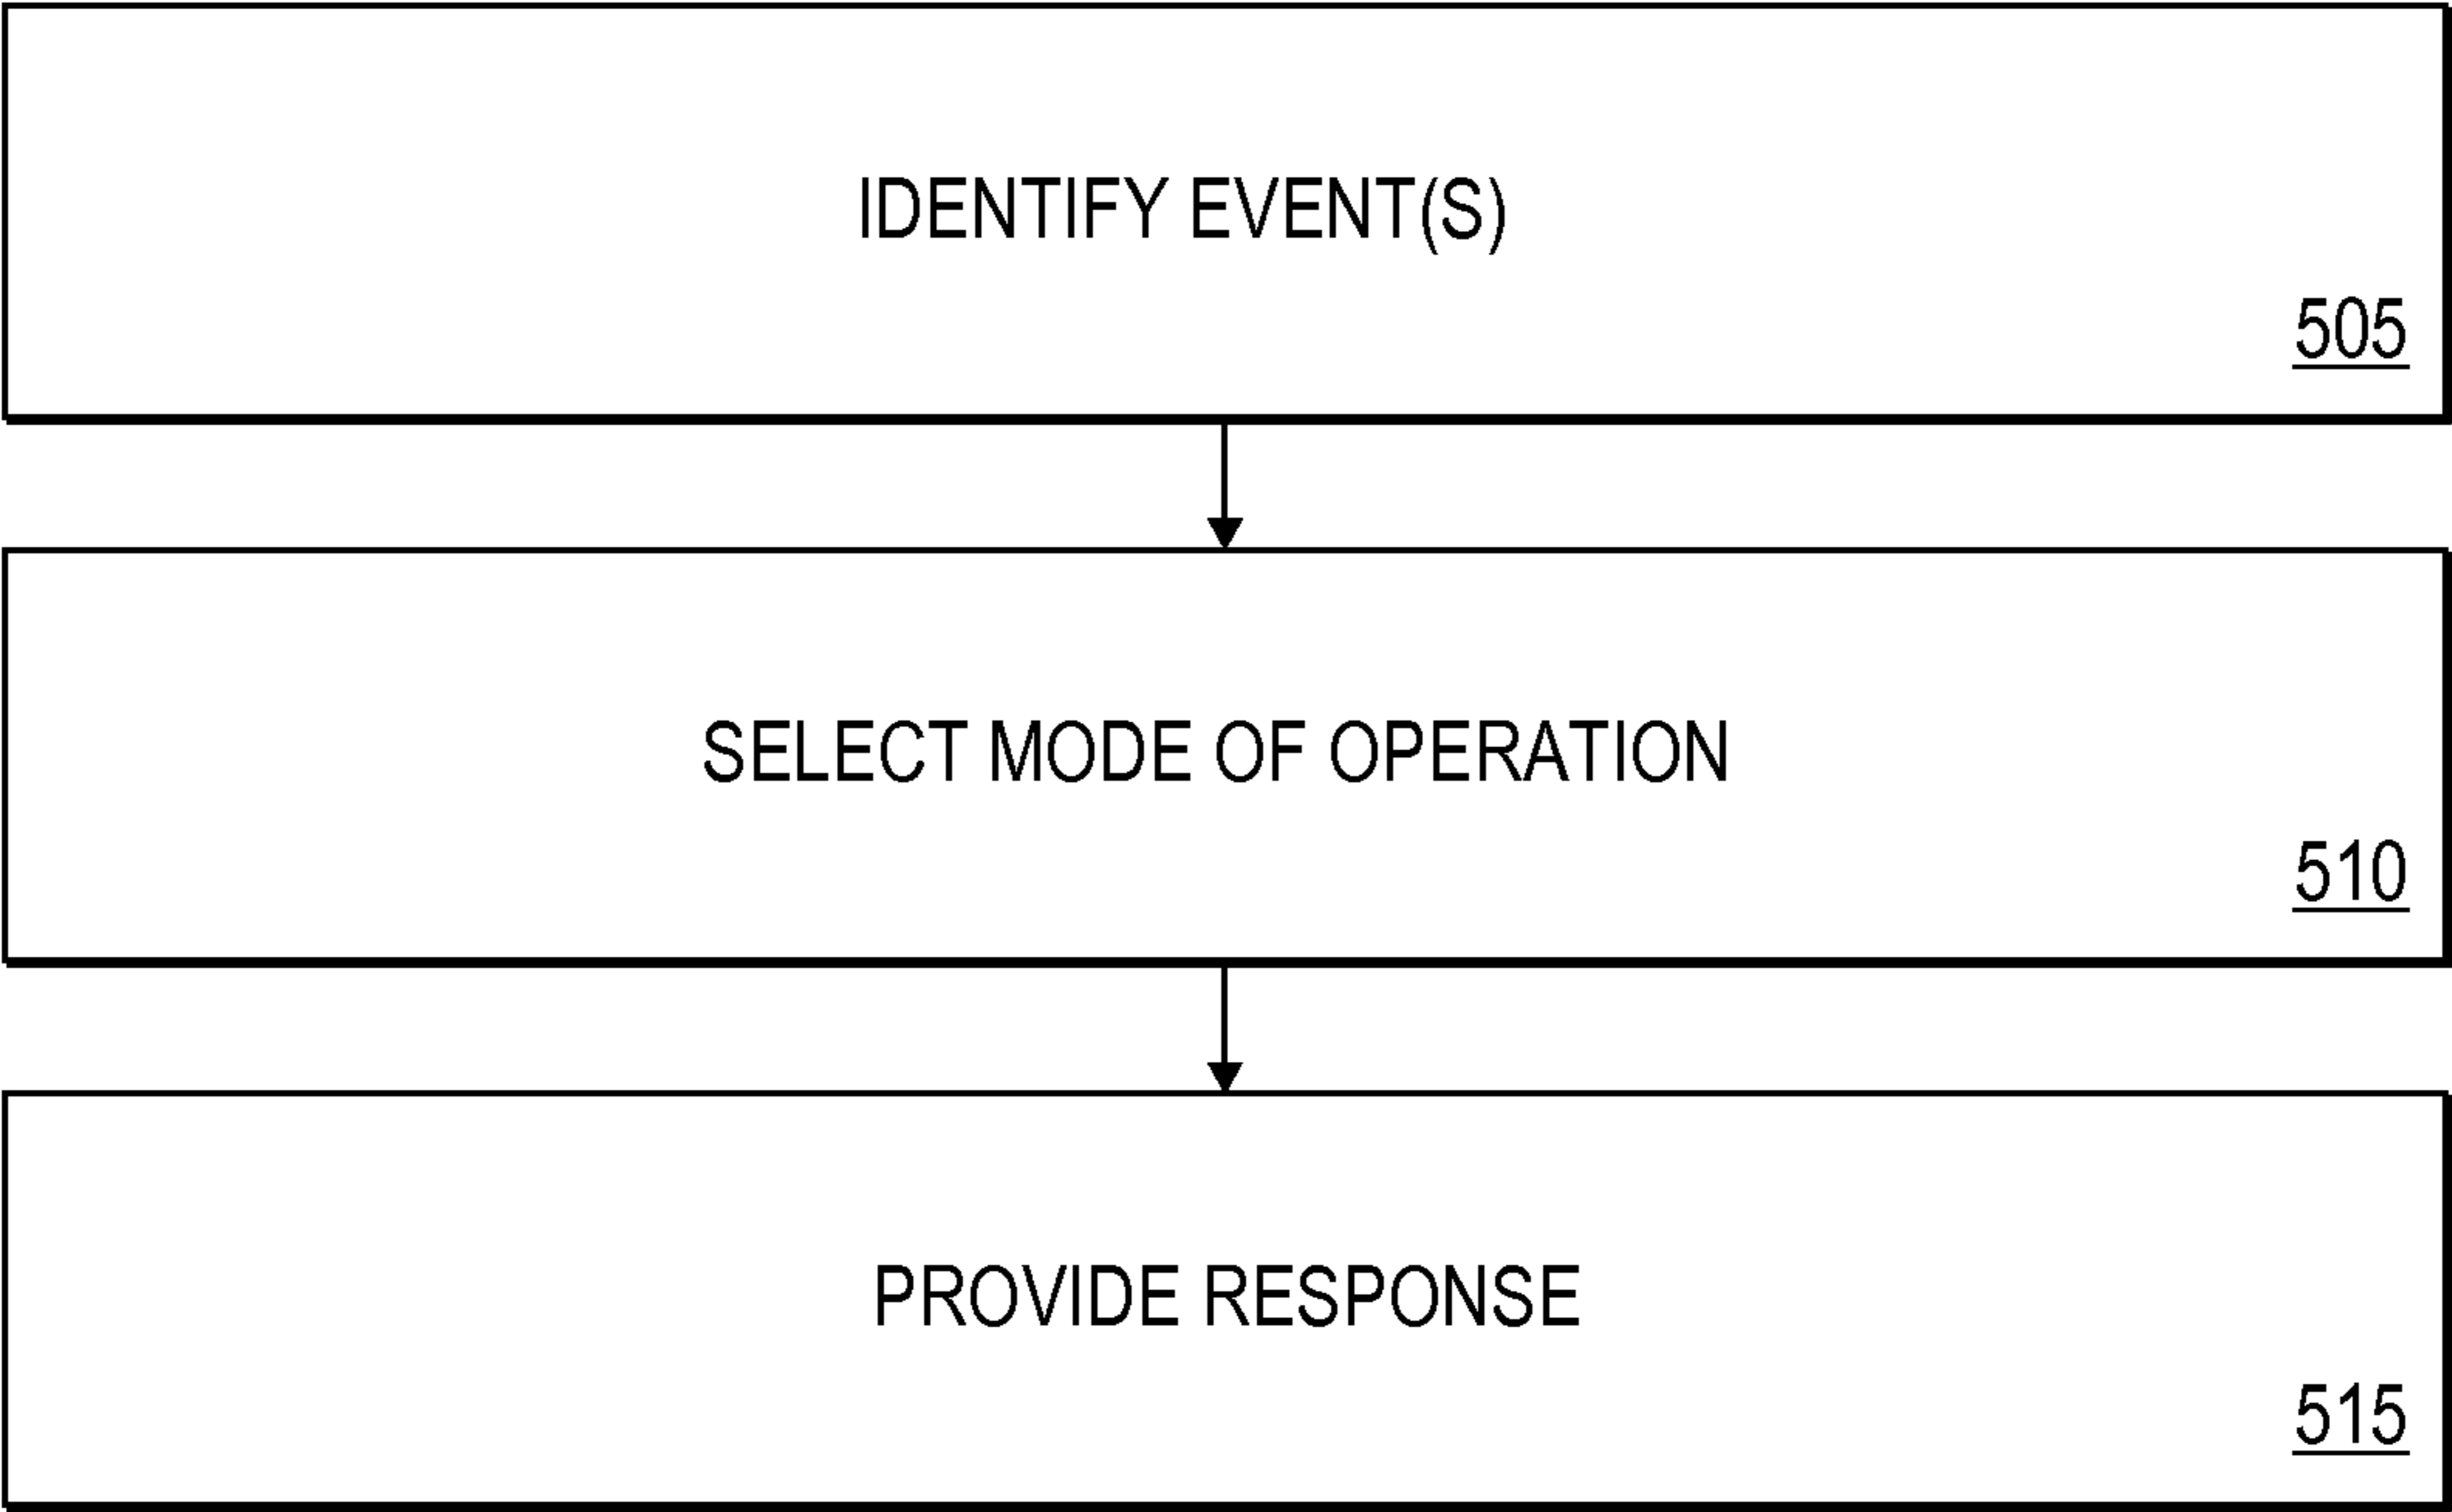 IDENTIFY EVENT(S)
505
SELECT MODE OF OPERATION
510
PROVIDE RESPONSE
515